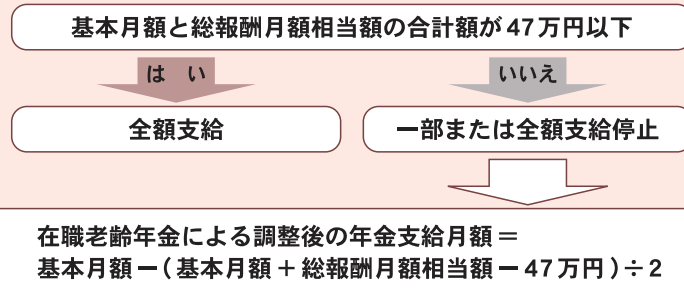 基本月額と総報酬月額相当額の合計額が47万円以下
は い
いいえ
全額支給
一部または全額支給停止
在職老齢年金による調整後の年金支給月額＝
基本月額－(基本月額＋総報酬月額相当額－47万円)÷2